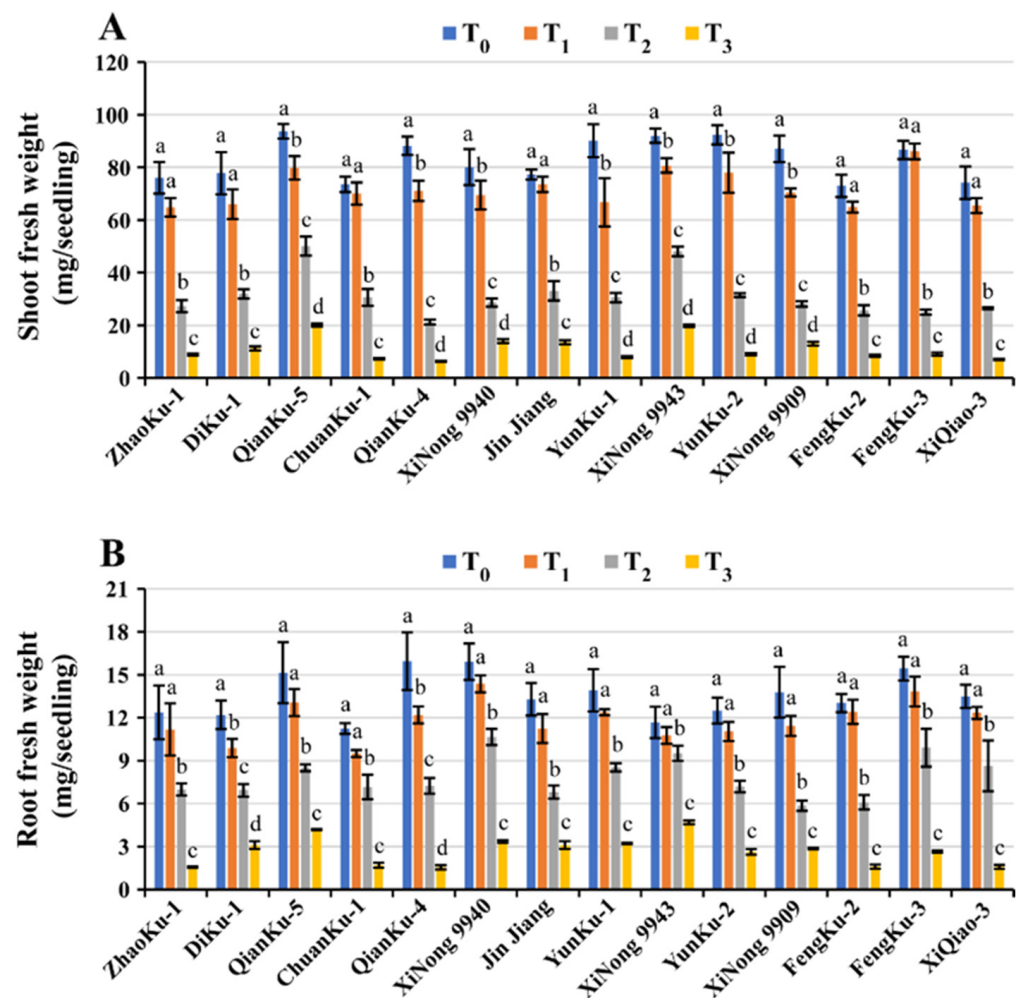 A
T0 T1 T2 T3
Shoot fresh weight
(mg/seedling)
120
100
80
60
40
20
0
a a b c
a a b c
a b c d
a a b c
a b c d
a b c d
a a b c
a b c d
a b c d
a b c d
a b c d
a a b c
a a b c
a a b c
ZhaoKu-1
DiKu-1
QianKu-5
ChuanKu-1
QianKu-4
XiNong 9940
Jin Jiang
YunKu-1
XiNong 9943
YunKu-2
XiNong 9909
FengKu-2
FengKu-3
XiQiao-3
B
T0 T1 T2 T3
Root fresh weight
(mg/seedling)
21
18
15
12
9
6
3
0
a a b c
a b c d
a a b c
a a b c
a b c d
a a b c
a a b c
a a b c
a a b c
a a b c
a a b c
a a b c
a a b c
a a b c
ZhaoKu-1
DiKu-1
QianKu-5
ChuanKu-1
QianKu-4
XiNong 9940
Jin Jiang
YunKu-1
XiNong 9943
YunKu-2
XiNong 9909
FengKu-2
FengKu-3
XiQiao-3